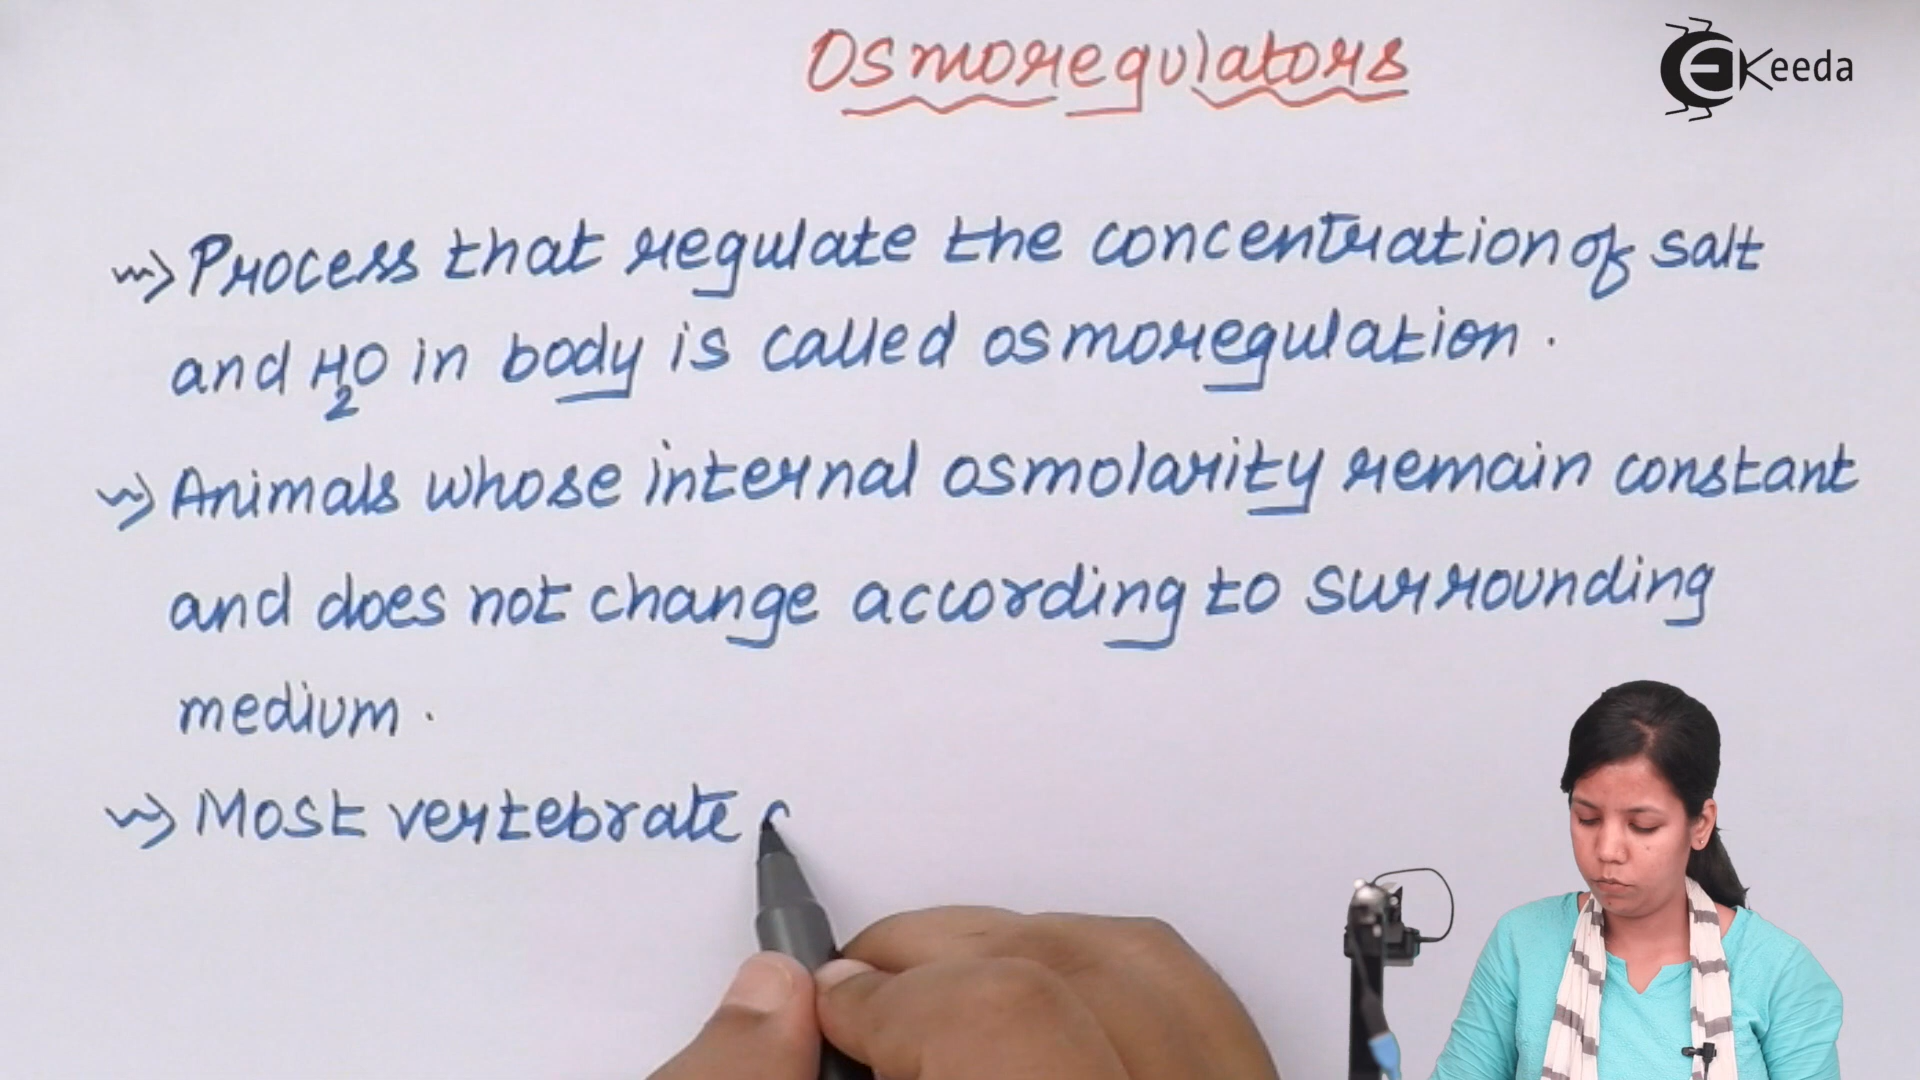 Osmoregulators
EKeeda
Process that regulate the concentration of salt
and H2O in body is called osmoregulation.
Animals whose internal osmolarity remain constant
and does not change according to surrounding
medium.
Most vertebrate